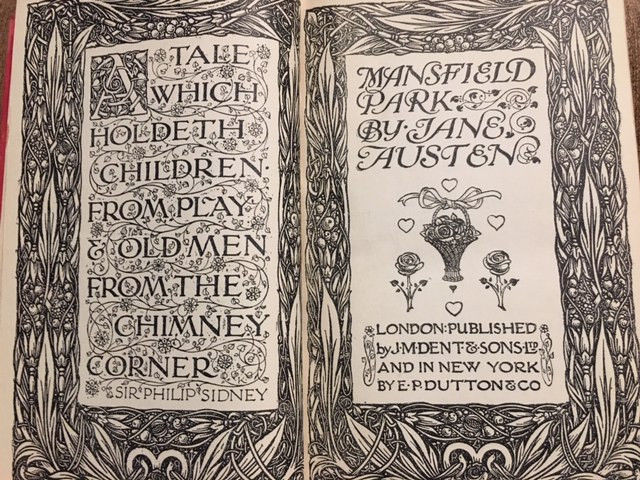 A TALE
WHICH
HOLDETH
CHILDREN
FROM·PLAY
& OLD MEN
FROM·THE
CHIMNEY
CORNER
SIR PHILIP SIDNEY
MANSFIELD
PARK·
BY·JANE
AUSTEN
LONDON:PUBLISHED
by J·M·DENT·&·SONS·LTD
AND IN NEW YORK
BY E·P·DUTTON & CO